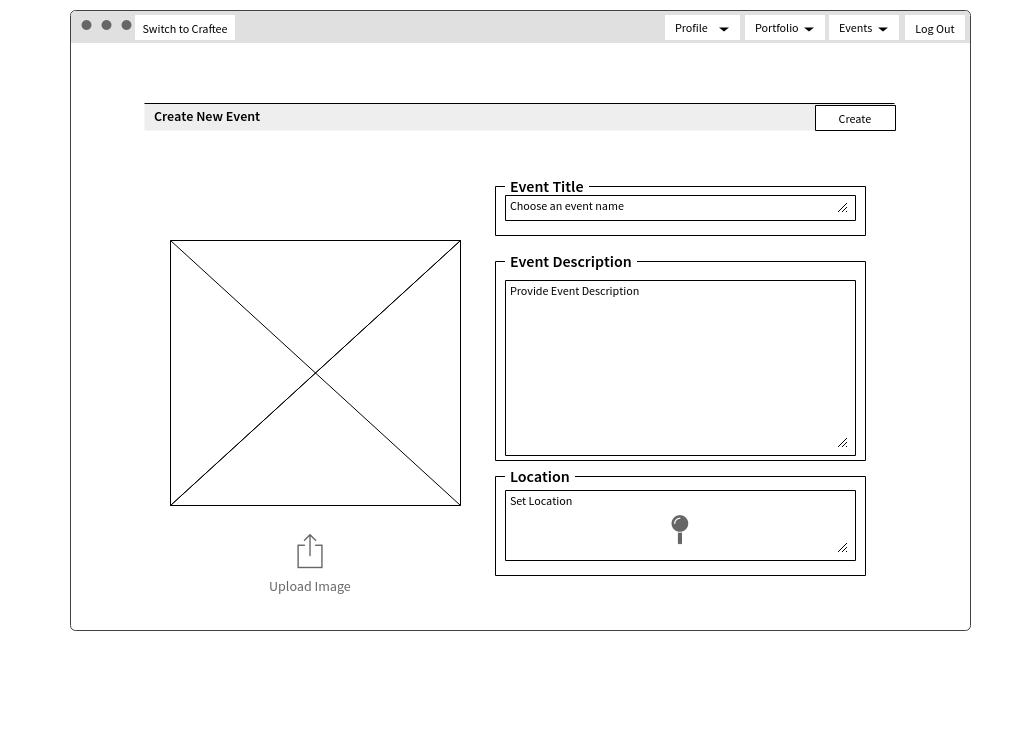 Switch to Craftee
Profile
Portfolio
Events
Log Out
Create New Event
Create
Event Title
Choose an event name
Event Description
Provide Event Description
Location
Set Location
Upload Image